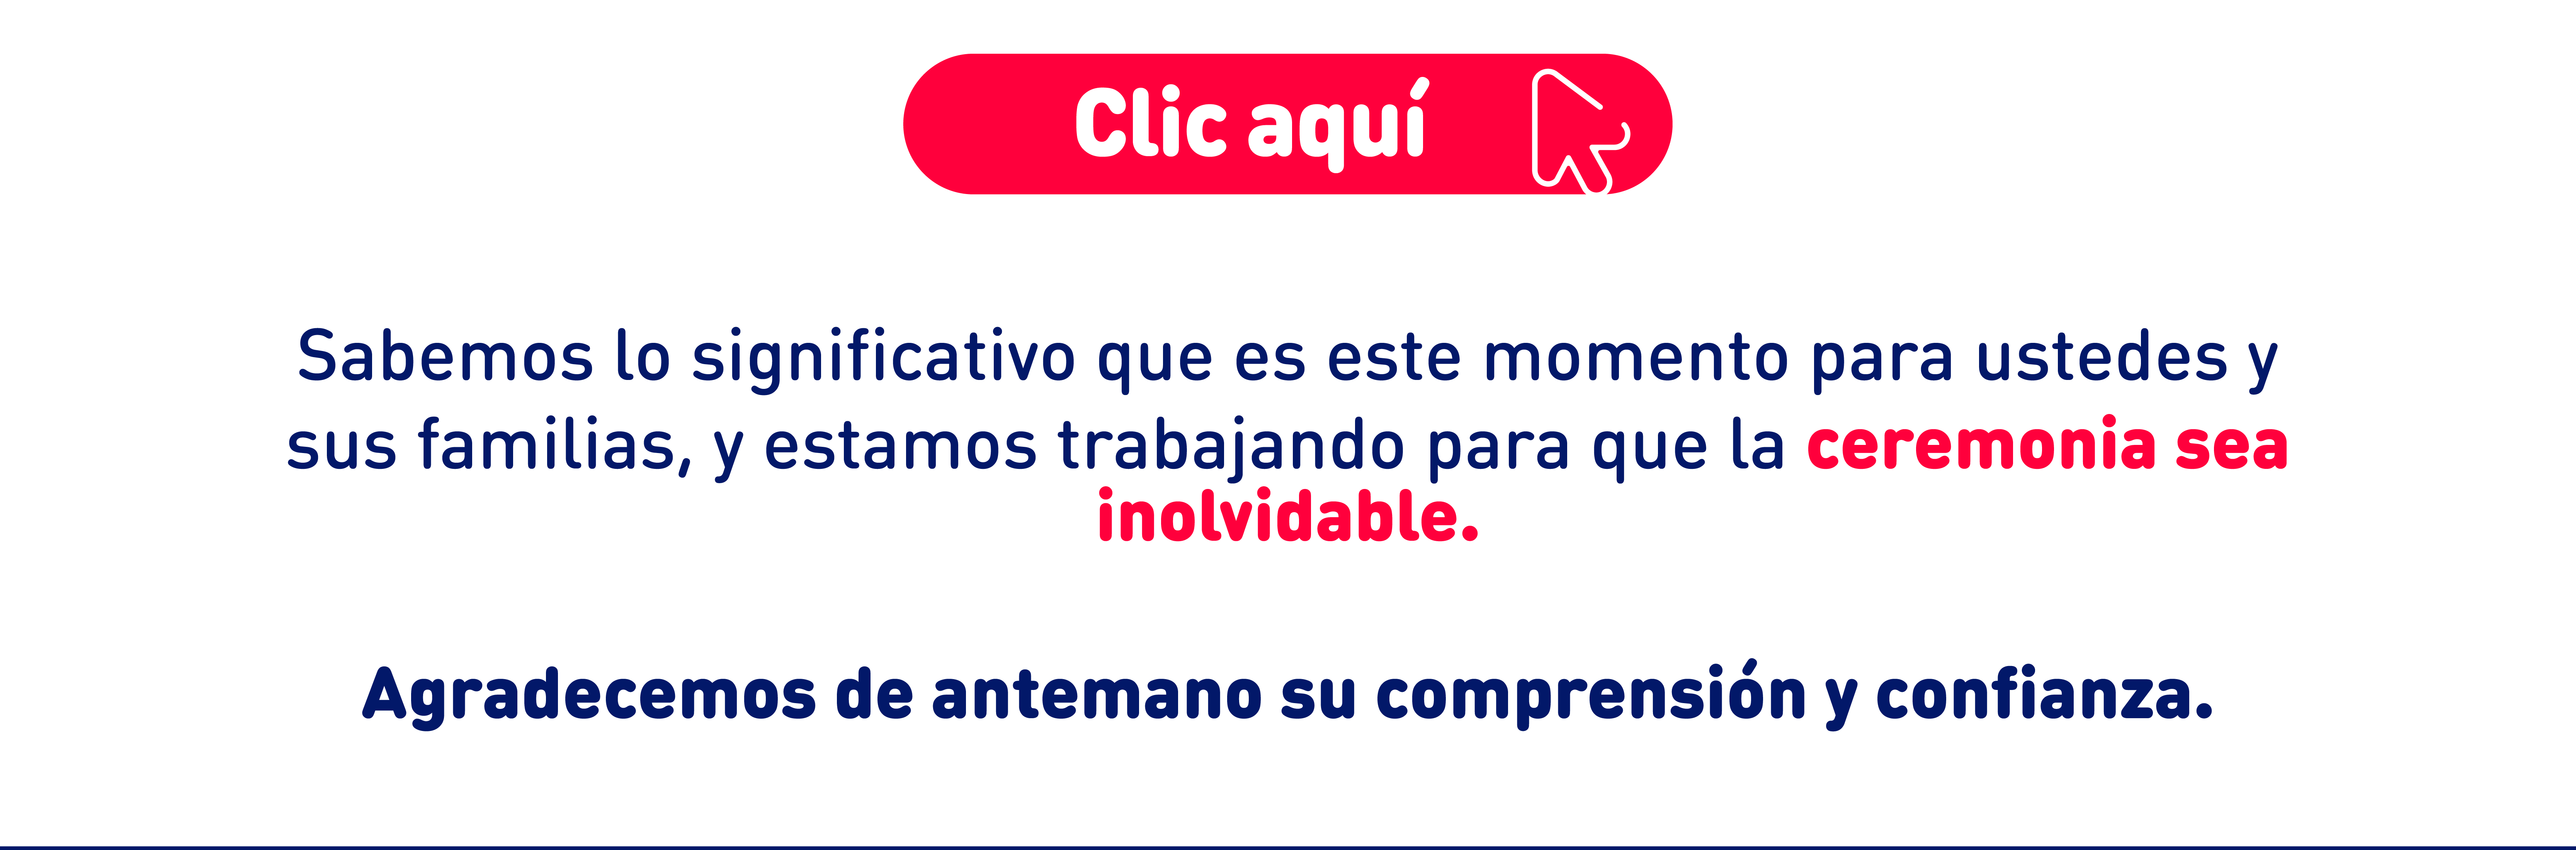 Clic aquí
Sabemos lo significativo que es este momento para ustedes y
sus familias, y estamos trabajando para que la ceremonia sea
inolvidable.
Agradecemos de antemano su comprensión y confianza.